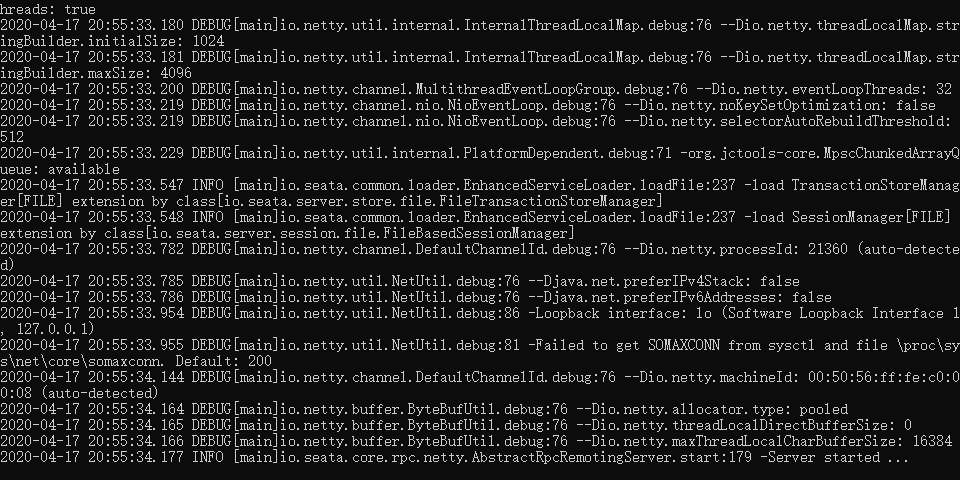 hreads: true
2020-04-17 20:55:33.180 DEBUG[main]io.netty.util.internal.InternalThreadLocalMap.debug:76 --Dio.netty.threadLocalMap.str
ingBuilder.initialSize: 1024
2020-04-17 20:55:33.181 DEBUG[main]io.netty.util.internal.InternalThreadLocalMap.debug:76 --Dio.netty.threadLocalMap.str
ingBuilder.maxSize: 4096
2020-04-17 20:55:33.200 DEBUG[main]io.netty.channel.MultithreadEventLoopGroup.debug:76 --Dio.netty.eventLoopThreads: 32
2020-04-17 20:55:33.219 DEBUG[main]io.netty.channel.nio.NioEventLoop.debug:76 --Dio.netty.noKeySetOptimization: false
2020-04-17 20:55:33.219 DEBUG[main]io.netty.channel.nio.NioEventLoop.debug:76 --Dio.netty.selectorAutoRebuildThreshold:
512
2020-04-17 20:55:33.229 DEBUG[main]io.netty.util.internal.PlatformDependent.debug:71 -org.jctools-core.MpscChunkedArrayQ
ueue: available
2020-04-17 20:55:33.547 INFO [main]io.seata.common.loader.EnhancedServiceLoader.loadFile:237 -load TransactionStoreManag
er[FILE] extension by class[io.seata.server.store.file.FileTransactionStoreManager]
2020-04-17 20:55:33.548 INFO [main]io.seata.common.loader.EnhancedServiceLoader.loadFile:237 -load SessionManager[FILE]
extension by class[io.seata.server.session.file.FileBasedSessionManager]
2020-04-17 20:55:33.782 DEBUG[main]io.netty.channel.DefaultChannelId.debug:76 --Dio.netty.processId: 21360 (auto-detecte
d)
2020-04-17 20:55:33.785 DEBUG[main]io.netty.util.NetUtil.debug:76 --Djava.net.preferIPv4Stack: false
2020-04-17 20:55:33.786 DEBUG[main]io.netty.util.NetUtil.debug:76 --Djava.net.preferIPv6Addresses: false
2020-04-17 20:55:33.954 DEBUG[main]io.netty.util.NetUtil.debug:86 -Loopback interface: lo (Software Loopback Interface 1
, 127.0.0.1)
2020-04-17 20:55:33.955 DEBUG[main]io.netty.util.NetUtil.debug:81 -Failed to get SOMAXCONN from sysctl and file \proc\sy
s\net\core\somaxconn. Default: 200
2020-04-17 20:55:34.144 DEBUG[main]io.netty.channel.DefaultChannelId.debug:76 --Dio.netty.machineId: 00:50:56:ff:fe:c0:0
0:08 (auto-detected)
2020-04-17 20:55:34.164 DEBUG[main]io.netty.buffer.ByteBufUtil.debug:76 --Dio.netty.allocator.type: pooled
2020-04-17 20:55:34.165 DEBUG[main]io.netty.buffer.ByteBufUtil.debug:76 --Dio.netty.threadLocalDirectBufferSize: 0
2020-04-17 20:55:34.166 DEBUG[main]io.netty.buffer.ByteBufUtil.debug:76 --Dio.netty.maxThreadLocalCharBufferSize: 16384
2020-04-17 20:55:34.177 INFO [main]io.seata.core.rpc.netty.AbstractRpcRemotingServer.start:179 -Server started ...